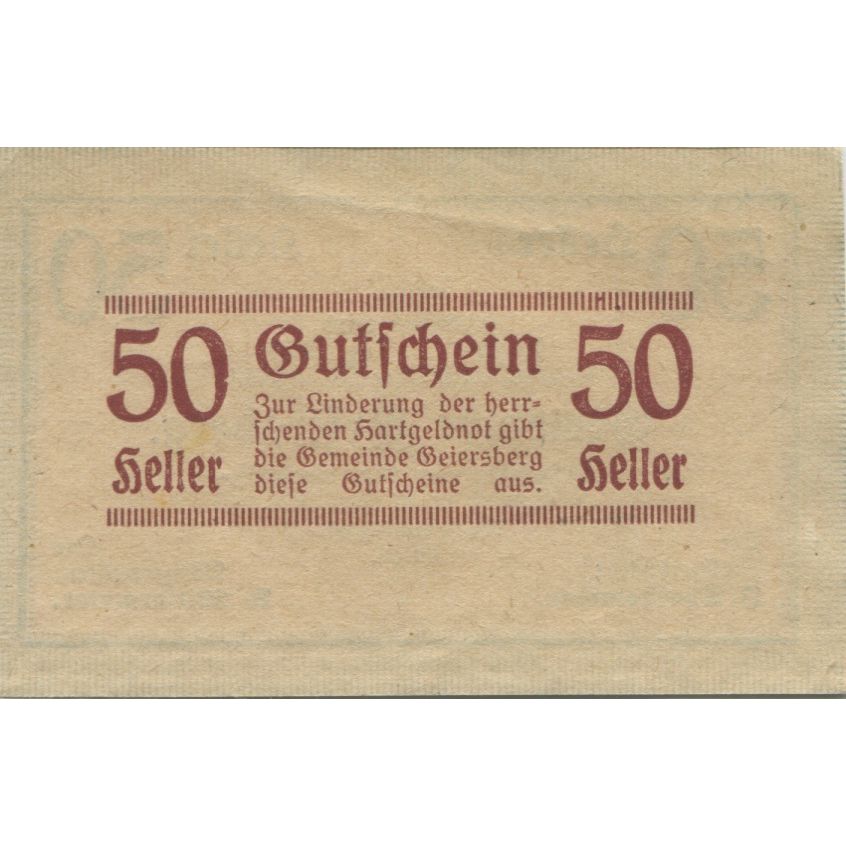 50 Gutschein 50
Zur Linderung der herr-
schenden Hartgeldnot gibt
die Gemeinde Geiersberg
diese Gutscheine aus.
Heller Heller